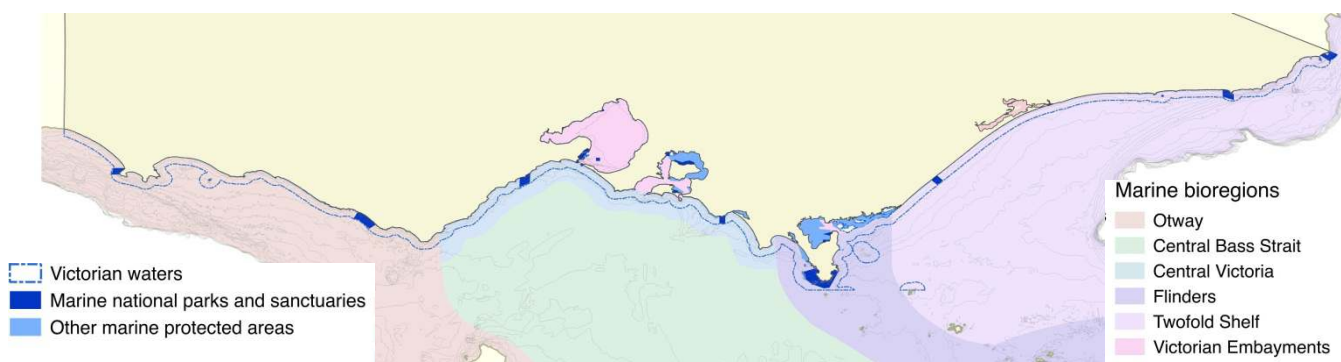 Victorian waters
Marine national parks and sanctuaries
Other marine protected areas
Marine bioregions
Otway
Central Bass Strait
Central Victoria
Flinders
Twofold Shelf
Victorian Embayments